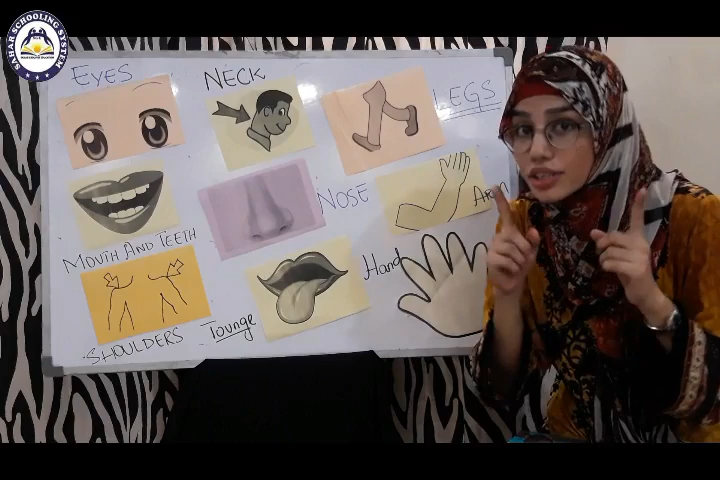 SAHAR SCHOOLING SYSTEM
EYES
NECK
LEGS
NOSE
ARM
MOUTH AND TEETH
Hand
SHOULDERS
Tounge